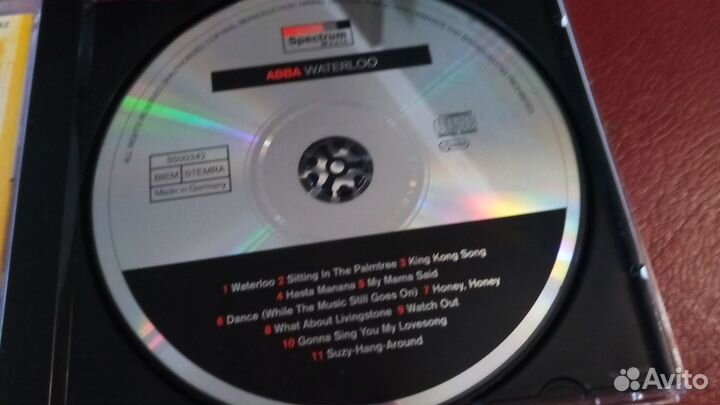 Spectrum
MUSIC
ABBA WATERLOO
5500342
BIEM STEMRA
Made in Germany
1 Waterloo 2 Sitting In The Palmtree 3 King Kong Song
4 Hasta Manana 5 My Mama Said
6 Dance (While The Music Still Goes On) 7 Honey, Honey
8 What About Livingstone 9 Watch Out
10 Gonna Sing You My Lovesong
11 Suzy-Hang-Around
Avito